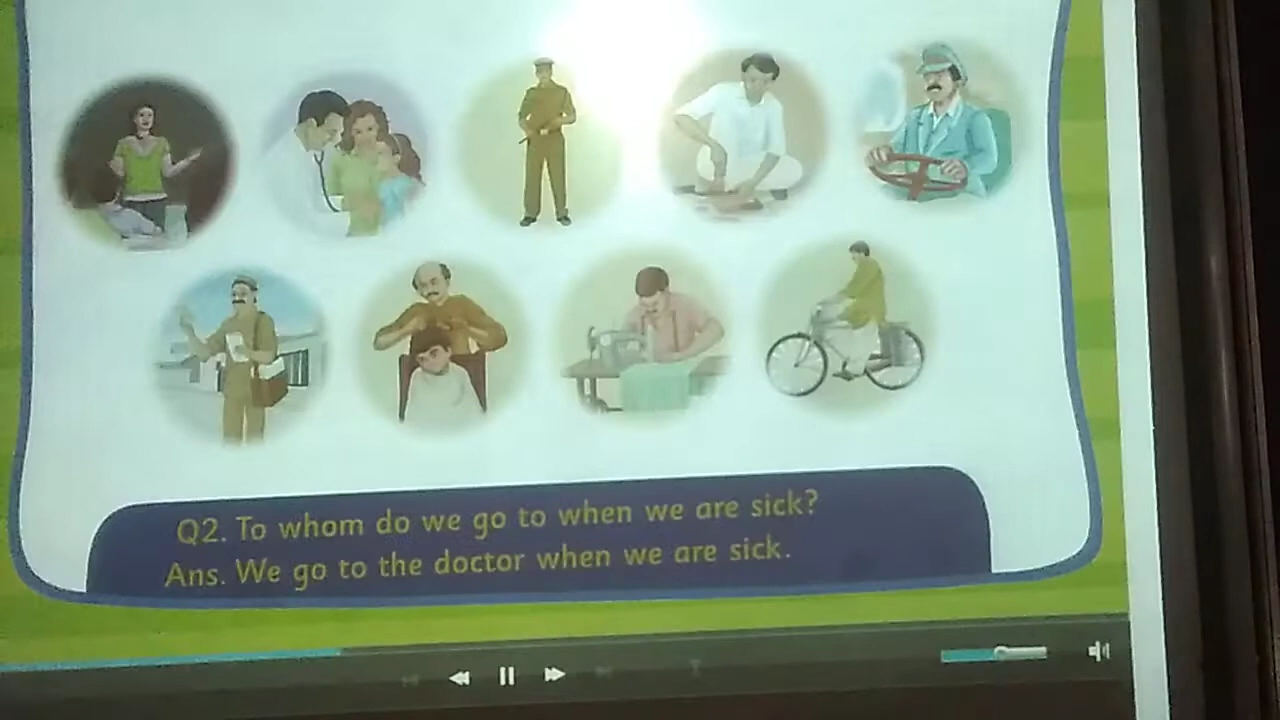 Q2. To whom do we go to when we are sick?
Ans. We go to the doctor when we are sick.